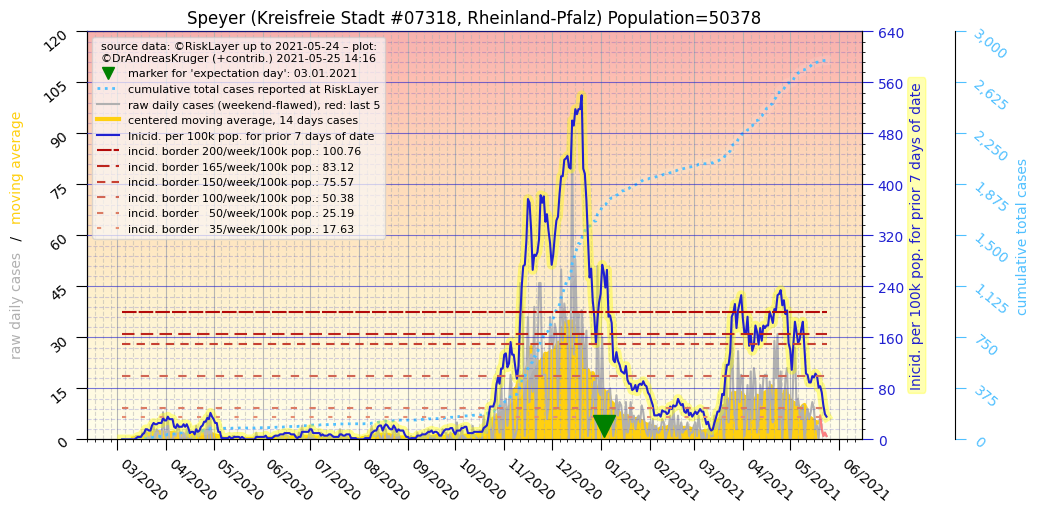 Speyer (Kreisfreie Stadt #07318, Rheinland-Pfalz) Population=50378
source data: ©RiskLayer up to 2021-05-24 – plot:
©DrAndreasKruger (+contrib.) 2021-05-25 14:16
marker for 'expectation day': 03.01.2021
cumulative total cases reported at RiskLayer
raw daily cases (weekend-flawed), red: last 5
centered moving average, 14 days cases
Inicid. per 100k pop. for prior 7 days of date
incid. border 200/week/100k pop.: 100.76
incid. border 165/week/100k pop.: 83.12
incid. border 150/week/100k pop.: 75.57
incid. border 100/week/100k pop.: 50.38
incid. border   50/week/100k pop.: 25.19
incid. border   35/week/100k pop.: 17.63
raw daily cases / moving average
120
105
90
75
60
45
30
15
0
640
560
480
400
320
240
160
80
0
Inicid. per 100k pop. for prior 7 days of date
3,000
2,625
2,250
1,875
1,500
1,125
750
375
0
cumulative total cases
03/2020
04/2020
05/2020
06/2020
07/2020
08/2020
09/2020
10/2020
11/2020
12/2020
01/2021
02/2021
03/2021
04/2021
05/2021
06/2021